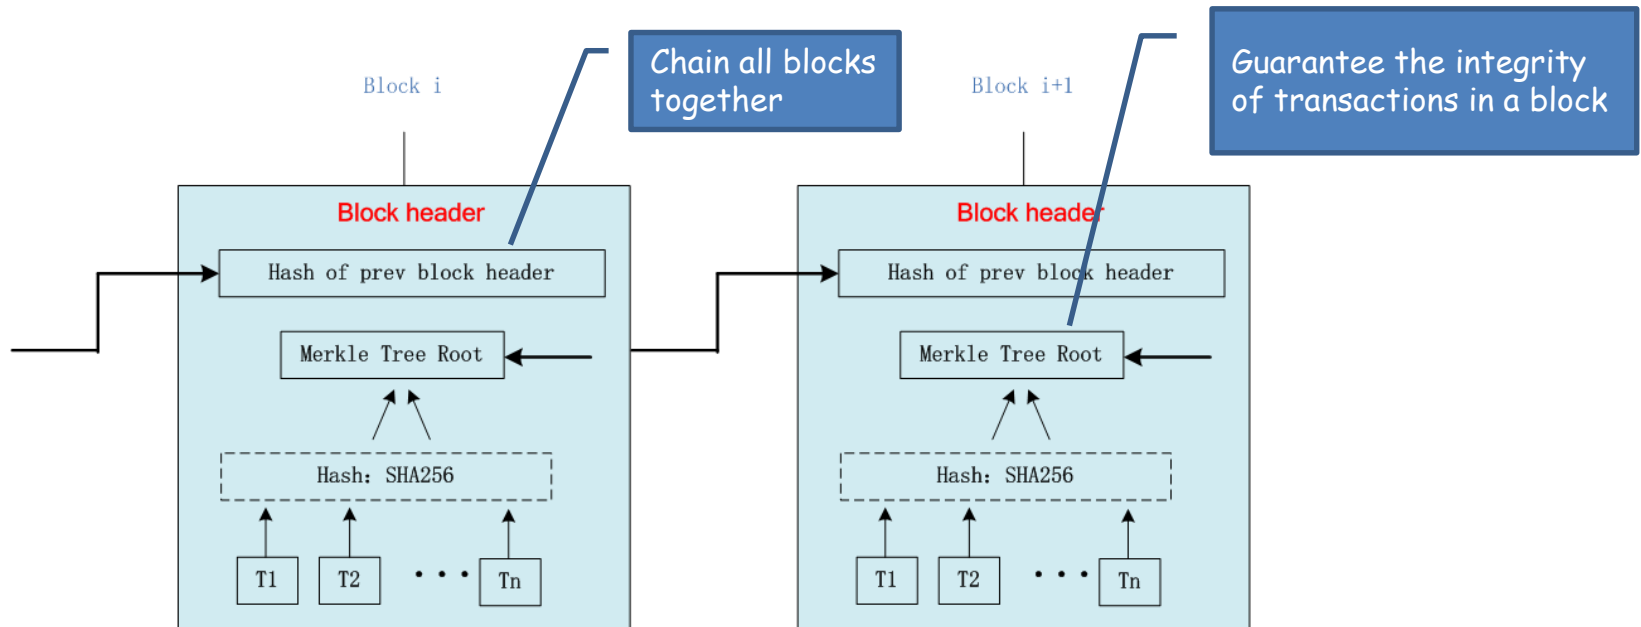 Block i
Chain all blocks
together
Block i+1
Guarantee the integrity
of transactions in a block
Block header
Hash of prev block header
Merkle Tree Root
Hash: SHA256
T1
T2
...
Tn
Block header
Hash of prev block header
Merkle Tree Root
Hash: SHA256
T1
T2
...
Tn